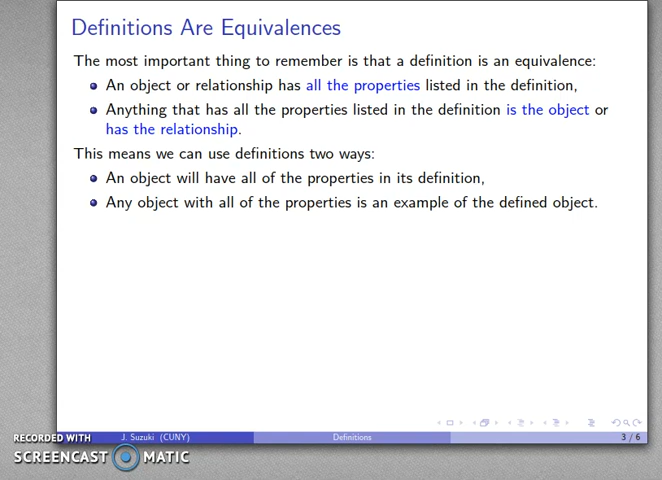 Definitions Are Equivalences
The most important thing to remember is that a definition is an equivalence:
An object or relationship has all the properties listed in the definition,
Anything that has all the properties listed in the definition is the object or
has the relationship.
This means we can use definitions two ways:
An object will have all of the properties in its definition,
Any object with all of the properties is an example of the defined object.
J. Suzuki (CUNY) Definitions 3 / 6
RECORDED WITH
SCREENCAST MATIC